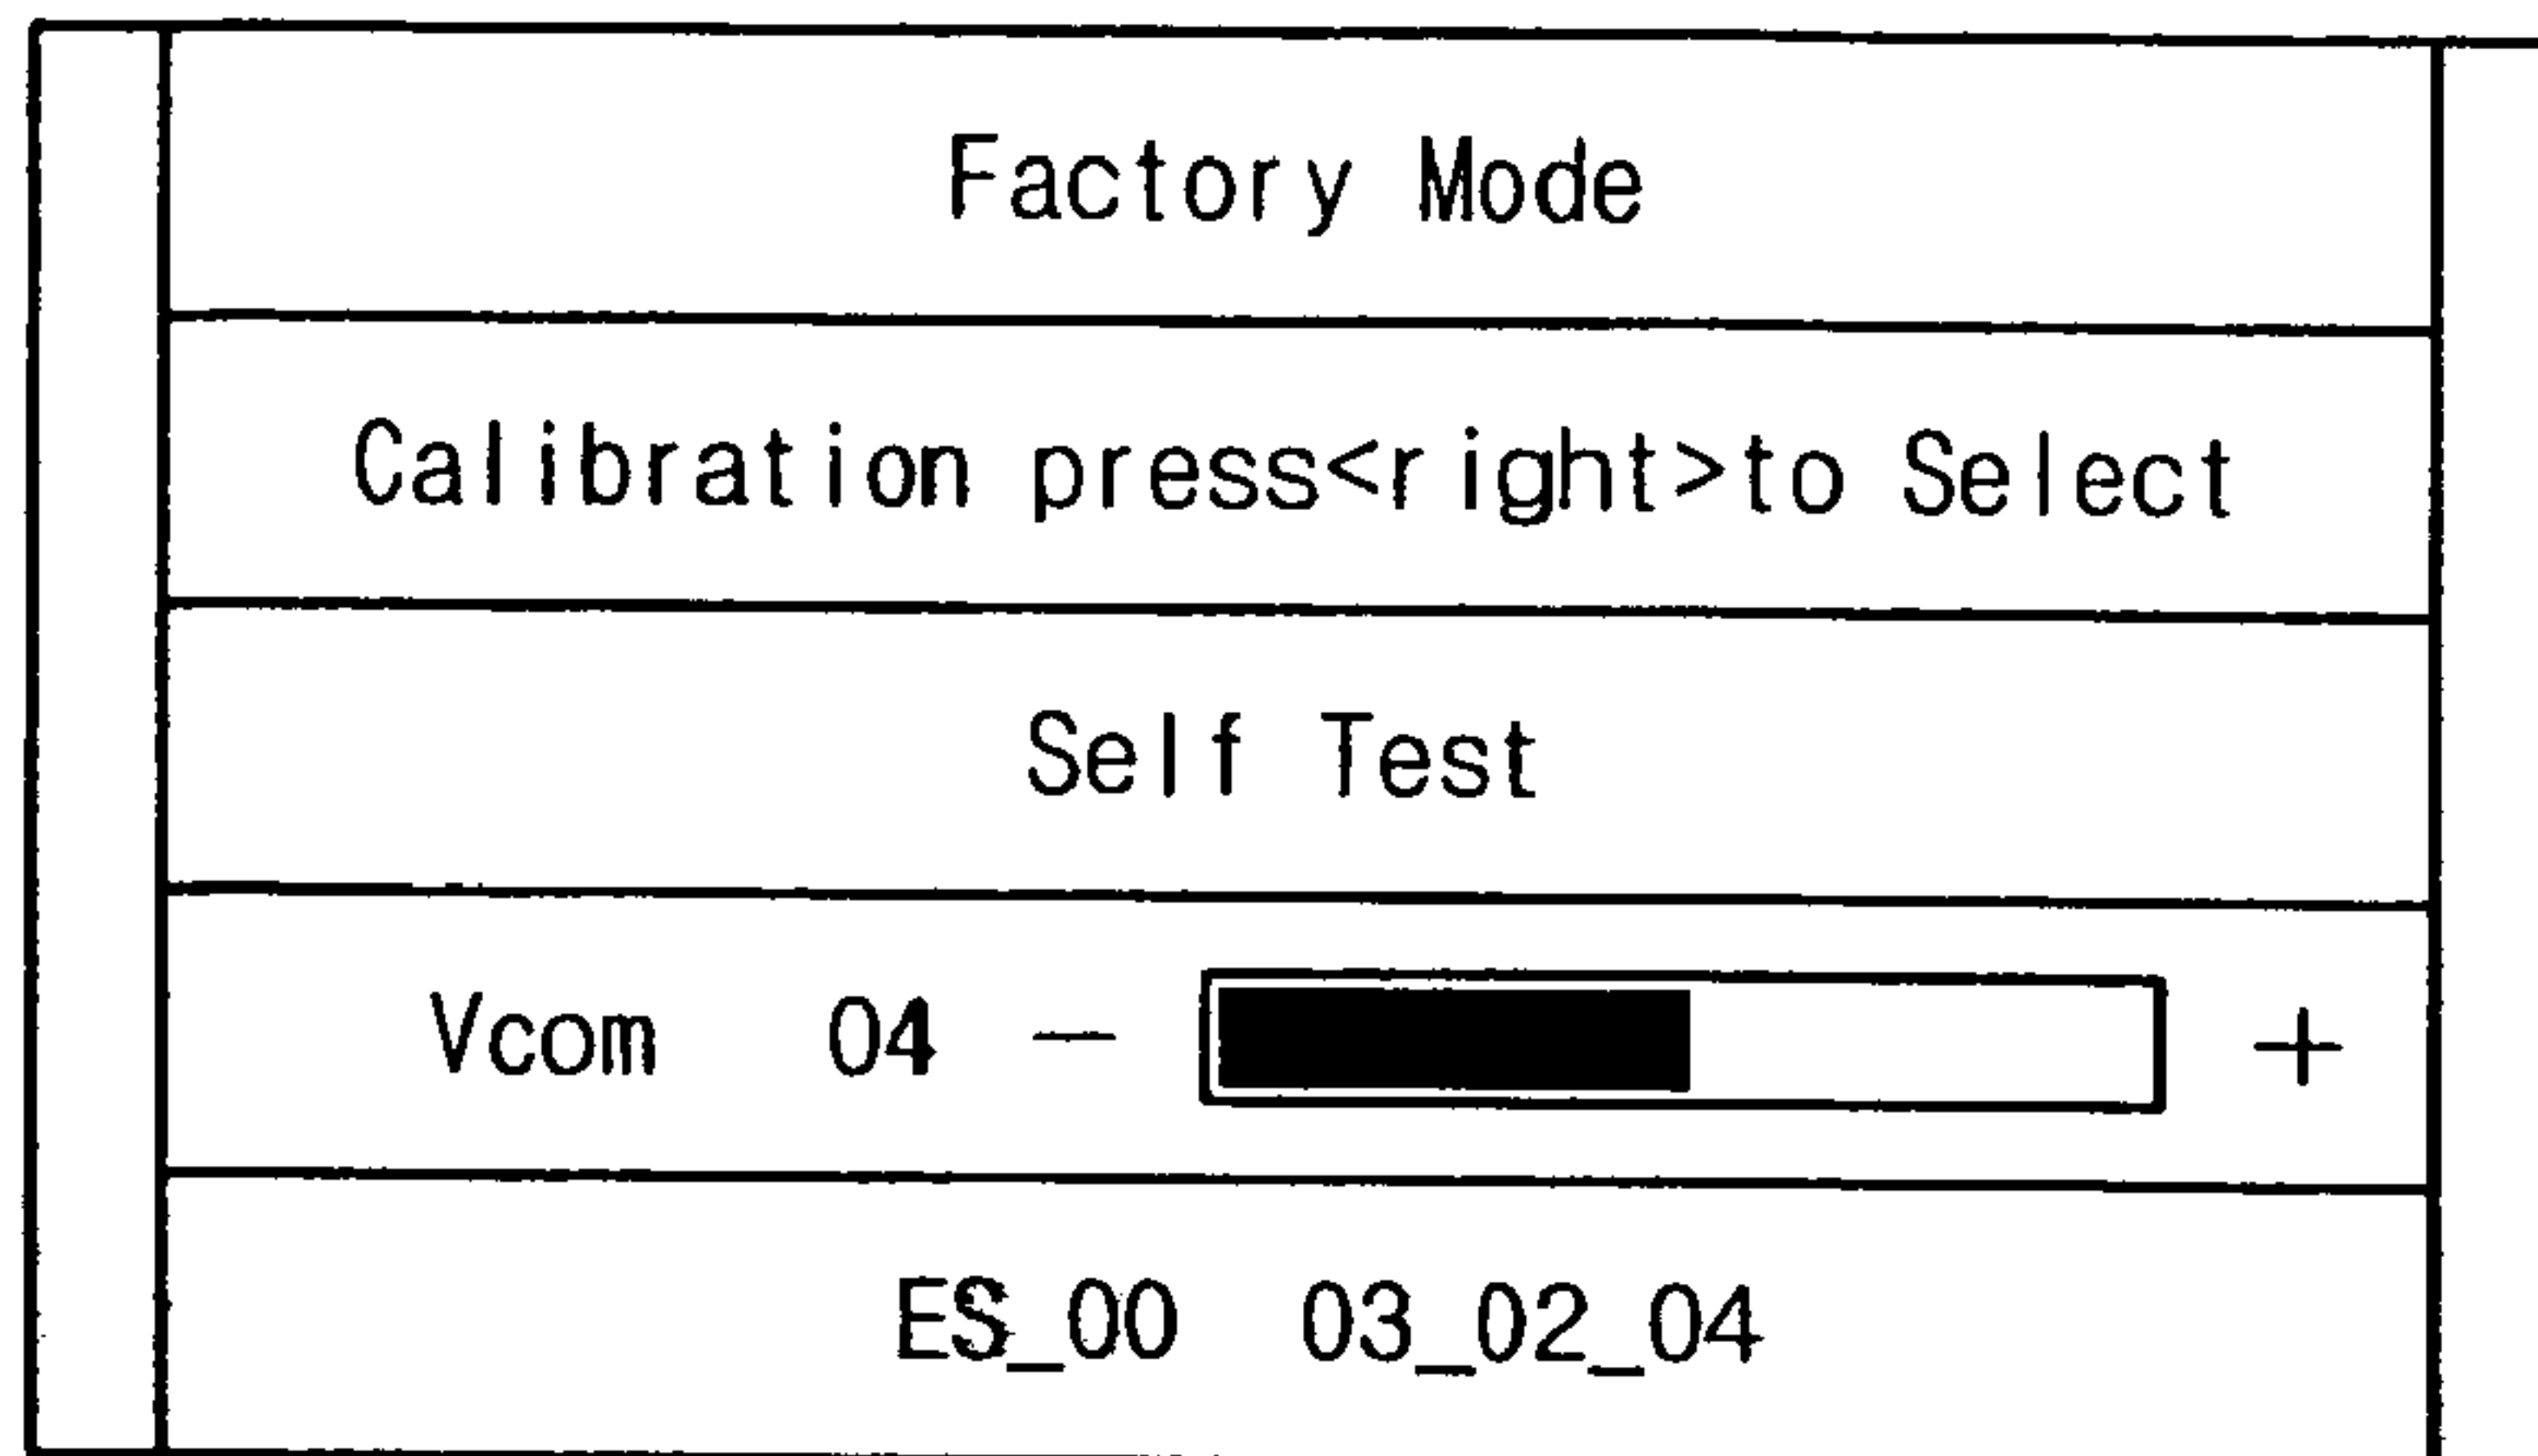 Factory Mode
Calibration press<right>to Select
Self Test
Vcom 04 − +
ES_00 03_02_04